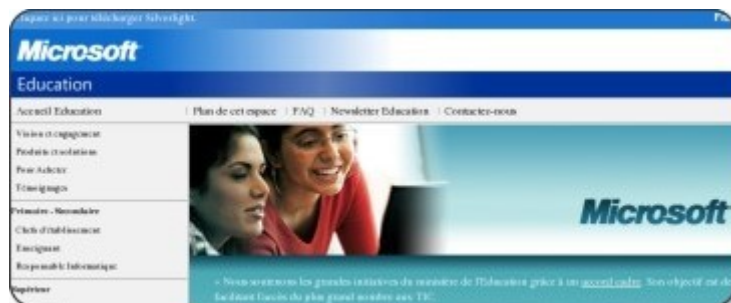 Cliquez ici pour télécharger Silverlight.
Microsoft
Education
Accueil Education
Plan de cet espace | FAQ | Newsletter Education | Contactez-nous
Vision et engagement
Produits et solutions
Pour Acheter
Témoignages
Primaire - Secondaire
Chefs d'établissement
Enseignant
Responsable Informatique
Supérieur
Microsoft
« Nous soutenons les grandes initiatives du ministère de l'Education grâce à un accord cadre. Son objectif est de
faciliter l'accès du plus grand nombre aux TIC.